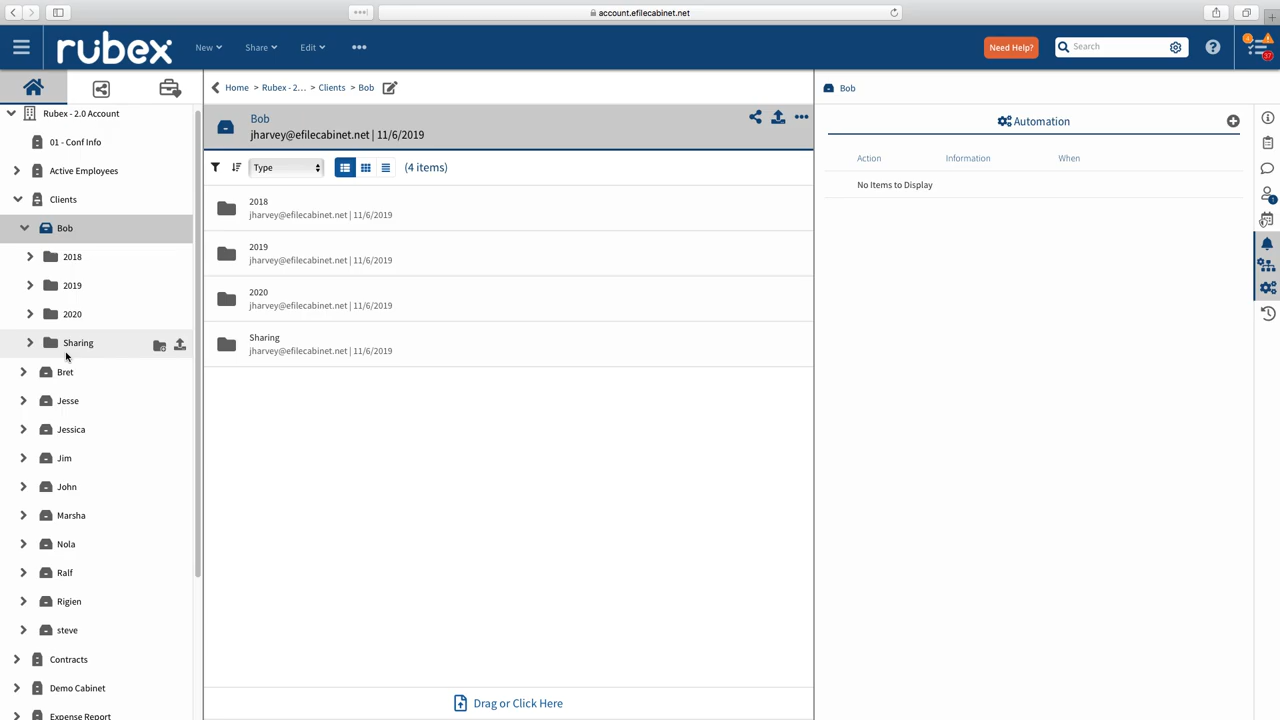 account.efilecabinet.net
rubex
New
Share
Edit
Need Help?
Search
37
Rubex - 2.0 Account
01 - Conf Info
Active Employees
Clients
Bob
2018
2019
2020
Sharing
Bret
Jesse
Jessica
Jim
John
Marsha
Nola
Ralf
Rigien
steve
Contracts
Demo Cabinet
Expense Report
Home > Rubex - 2... > Clients > Bob
Bob
jharvey@efilecabinet.net | 11/6/2019
Type
(4 items)
2018
jharvey@efilecabinet.net | 11/6/2019
2019
jharvey@efilecabinet.net | 11/6/2019
2020
jharvey@efilecabinet.net | 11/6/2019
Sharing
jharvey@efilecabinet.net | 11/6/2019
Drag or Click Here
Bob
Automation
Action Information When
No Items to Display